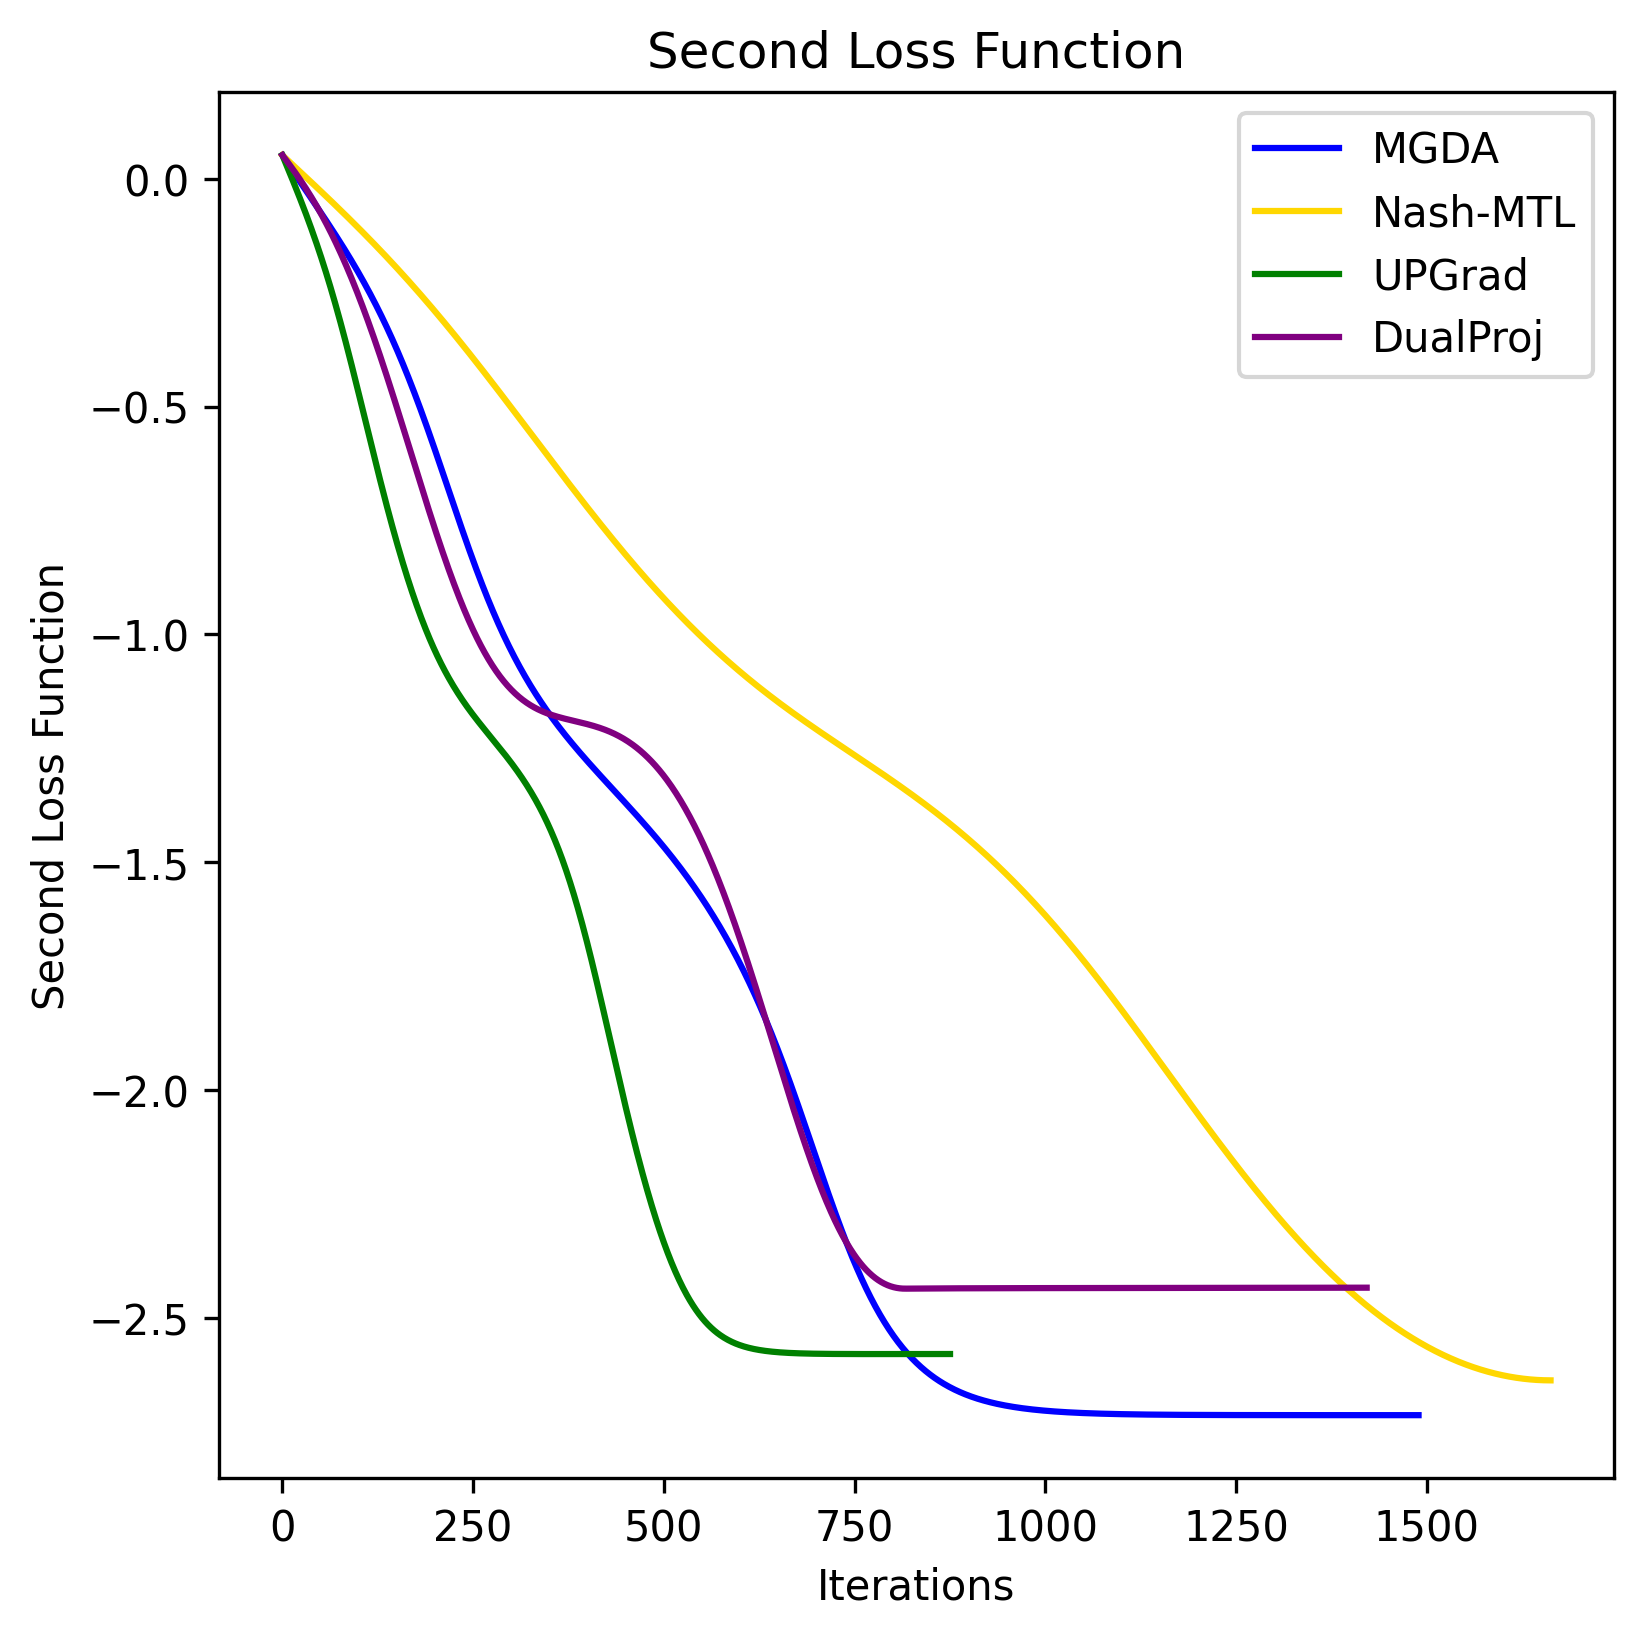 Second Loss Function
MGDA
Nash-MTL
UPGrad
DualProj
Second Loss Function
0.0
−0.5
−1.0
−1.5
−2.0
−2.5
0 250 500 750 1000 1250 1500
Iterations